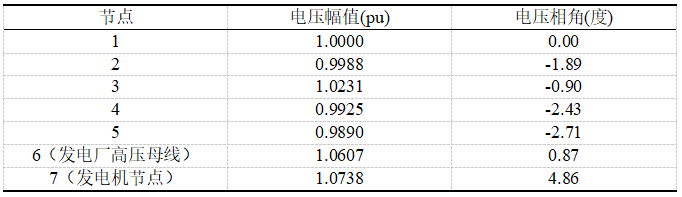 节点 电压幅值(pu) 电压相角(度)
1 1.0000 0.00
2 0.9988 -1.89
3 1.0231 -0.90
4 0.9925 -2.43
5 0.9890 -2.71
6（发电厂高压母线） 1.0607 0.87
7（发电机节点） 1.0738 4.86